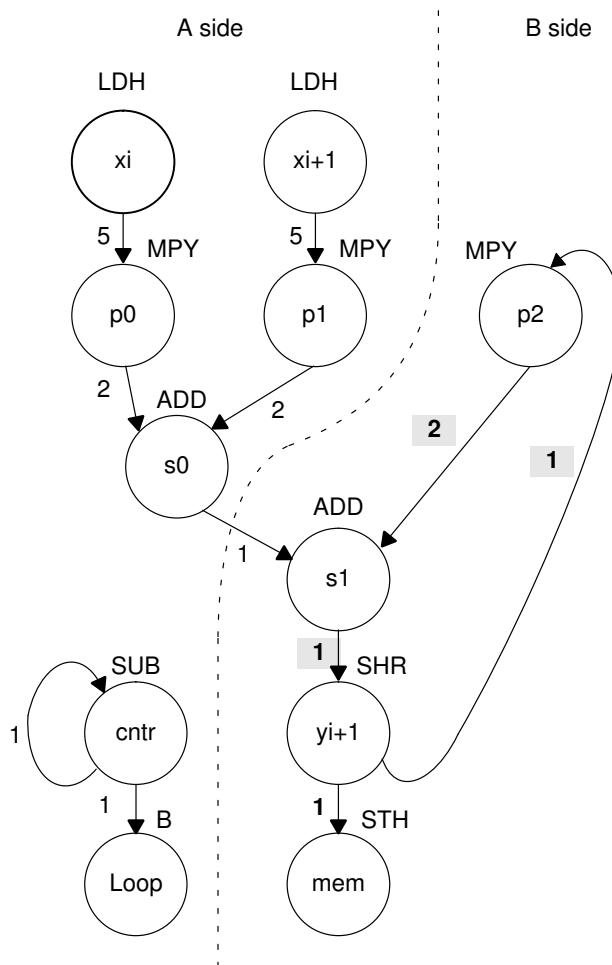 A side B side
LDH LDH
xi xi+1
5 MPY 5 MPY MPY
p0 p1 p2
2 ADD 2
2 1
s0
ADD
1
s1
1 SHR
SUB
1 cntr yi+1
1 B 1 STH
Loop mem